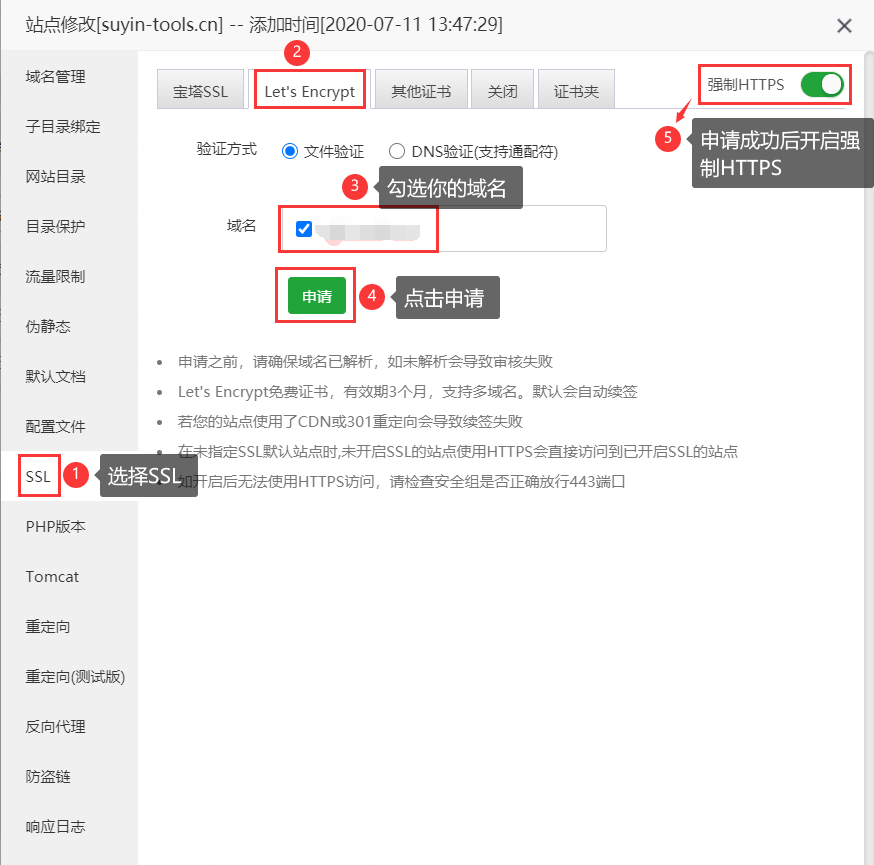 站点修改[suyin-tools.cn] -- 添加时间[2020-07-11 13:47:29]
域名管理
子目录绑定
网站目录
目录保护
流量限制
伪静态
默认文档
配置文件
SSL
1
选择SSL
PHP版本
Tomcat
重定向
重定向(测试版)
反向代理
防盗链
响应日志
2
宝塔SSL
Let's Encrypt
其他证书
关闭
证书夹
强制HTTPS
5
申请成功后开启强
制HTTPS
验证方式
文件验证
DNS验证(支持通配符)
3
勾选你的域名
域名
申请
4
点击申请
申请之前，请确保域名已解析，如未解析会导致审核失败
Let's Encrypt免费证书，有效期3个月，支持多域名。默认会自动续签
若您的站点使用了CDN或301重定向会导致续签失败
在未指定SSL默认站点时,未开启SSL的站点使用HTTPS会直接访问到已开启SSL的站点
如开启后无法使用HTTPS访问，请检查安全组是否正确放行443端口